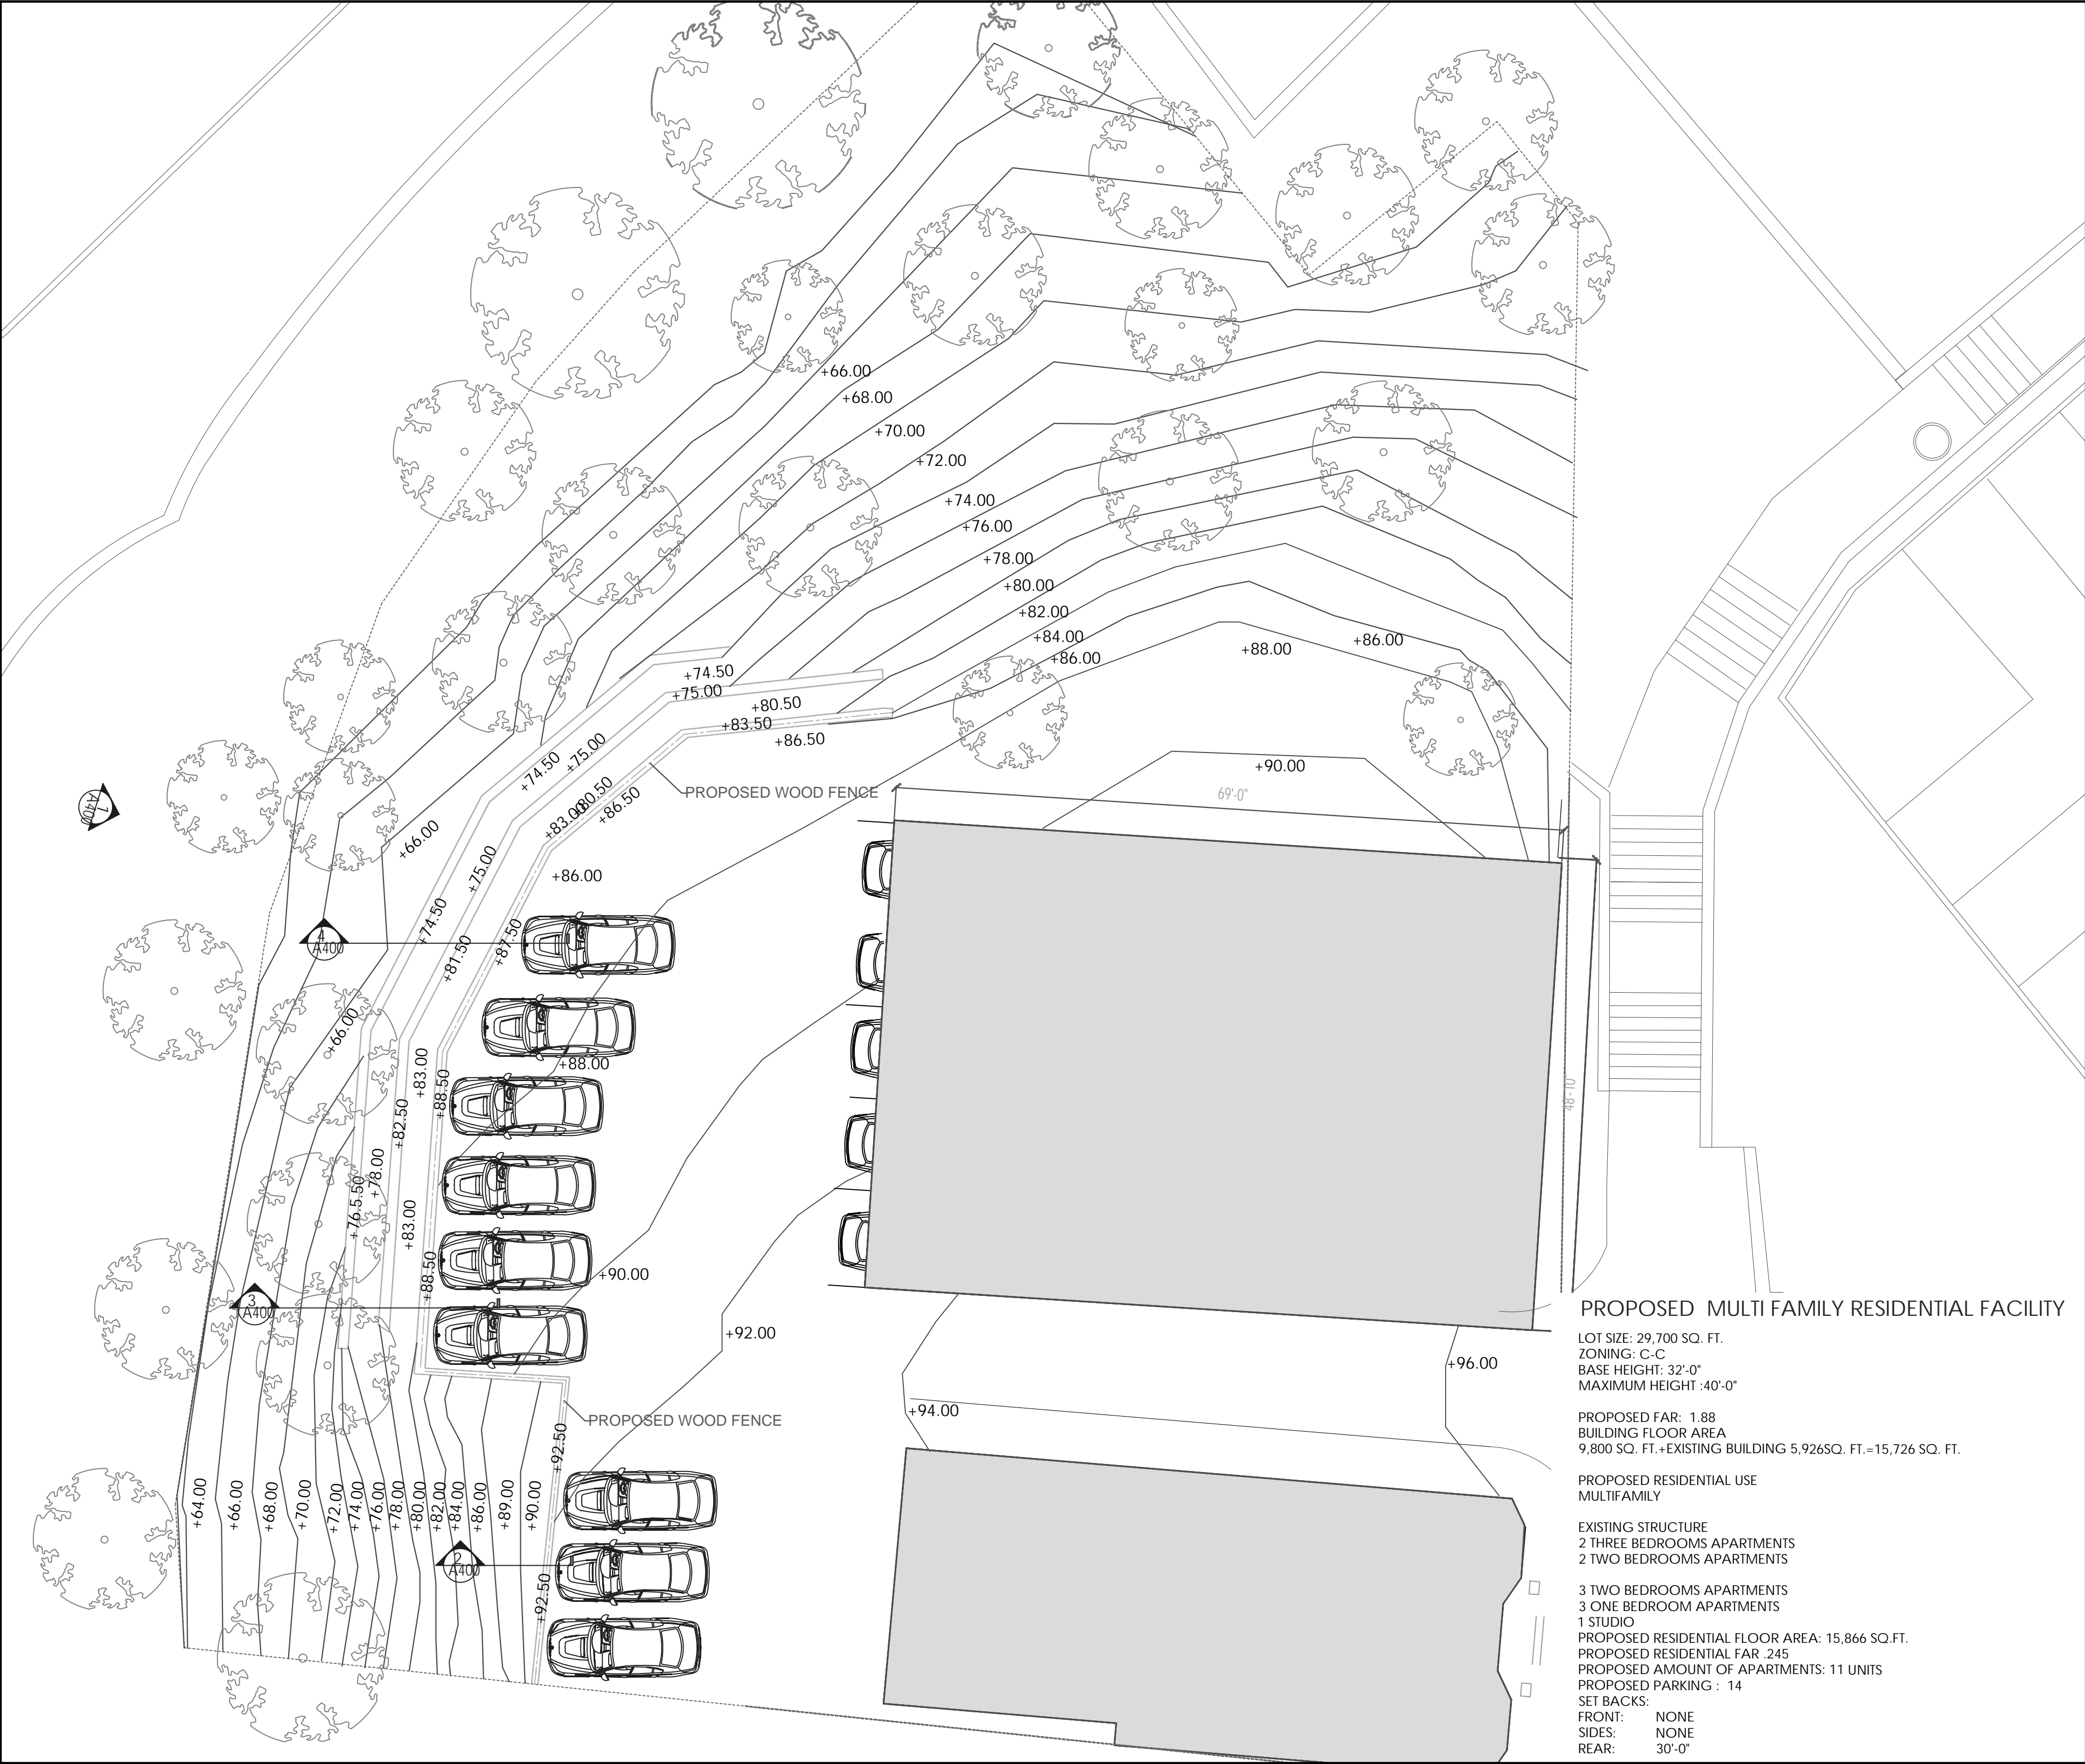 +66.00
+68.00
+70.00
+72.00
+74.00
+76.00
+78.00
+80.00
+82.00
+84.00
+86.00
+88.00
+86.00
+74.50
+75.00
+80.50
+83.50
+86.50
+90.00
69'-0"
PROPOSED WOOD FENCE
+74.50
+75.00
+80.50
+83.00
+86.50
1
A400
+66.00
+75.00
+86.00
+74.50
+81.50
+87.50
4
A400
+66.00
+83.00
+88.50
+88.00
+82.50
48'-10"
+78.00
+76.5.50
+83.00
+88.50
+90.00
3
A400
+92.00
+96.00
+94.00
PROPOSED WOOD FENCE
+92.50
+64.00
+66.00
+68.00
+70.00
+72.00
+74.00
+76.00
+78.00
+80.00
+82.00
+84.00
+86.00
+89.00
+90.00
2
A400
+92.50
PROPOSED MULTI FAMILY RESIDENTIAL FACILITY
LOT SIZE: 29,700 SQ. FT.
ZONING: C-C
BASE HEIGHT: 32'-0"
MAXIMUM HEIGHT :40'-0"
PROPOSED FAR: 1.88
BUILDING FLOOR AREA
9,800 SQ. FT.+EXISTING BUILDING 5,926SQ. FT.=15,726 SQ. FT.
PROPOSED RESIDENTIAL USE
MULTIFAMILY
EXISTING STRUCTURE
2 THREE BEDROOMS APARTMENTS
2 TWO BEDROOMS APARTMENTS
3 TWO BEDROOMS APARTMENTS
3 ONE BEDROOM APARTMENTS
1 STUDIO
PROPOSED RESIDENTIAL FLOOR AREA: 15,866 SQ.FT.
PROPOSED RESIDENTIAL FAR .245
PROPOSED AMOUNT OF APARTMENTS: 11 UNITS
PROPOSED PARKING : 14
SET BACKS:
FRONT: NONE
SIDES: NONE
REAR: 30'-0"